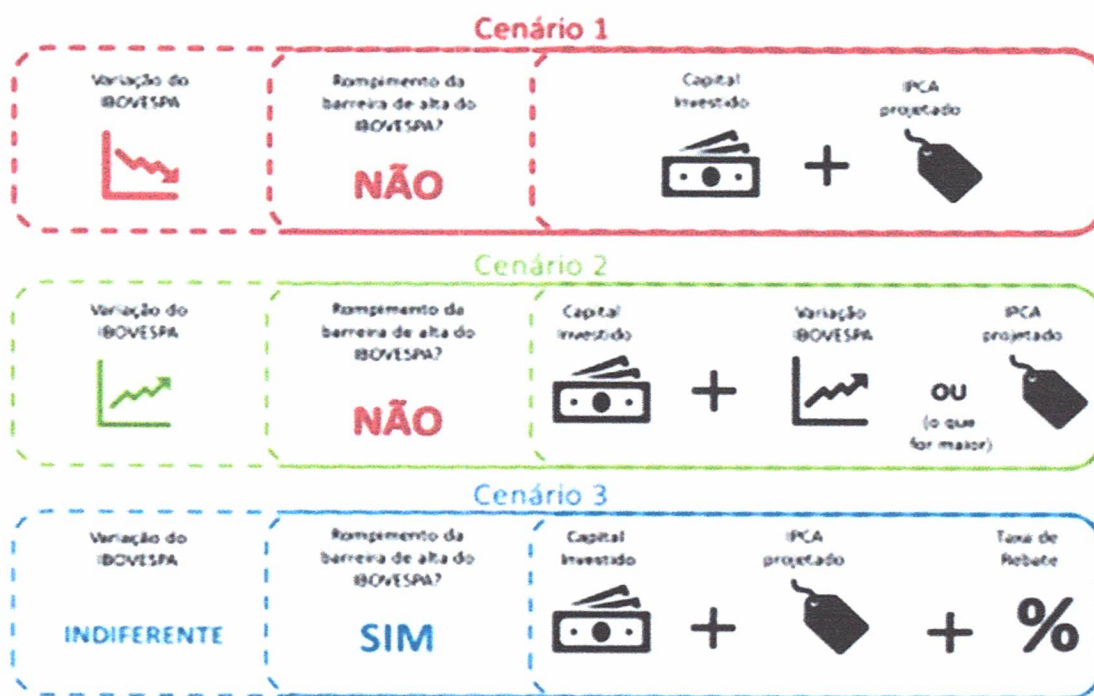 Cenário 1
Variação do
IBOVESPA
Rompimento da
barreira de alta do
IBOVESPA?
NÃO
Capital
Investido
+
IPCA
projetado
Cenário 2
Variação do
IBOVESPA
Rompimento da
barreira de alta do
IBOVESPA?
NÃO
Capital
Investido
+
Variação
IBOVESPA
OU
(o que
for maior)
IPCA
projetado
Cenário 3
Variação do
IBOVESPA
INDIFERENTE
Rompimento da
barreira de alta do
IBOVESPA?
SIM
Capital
Investido
+
IPCA
projetado
+
Taxa de
Rebate
%